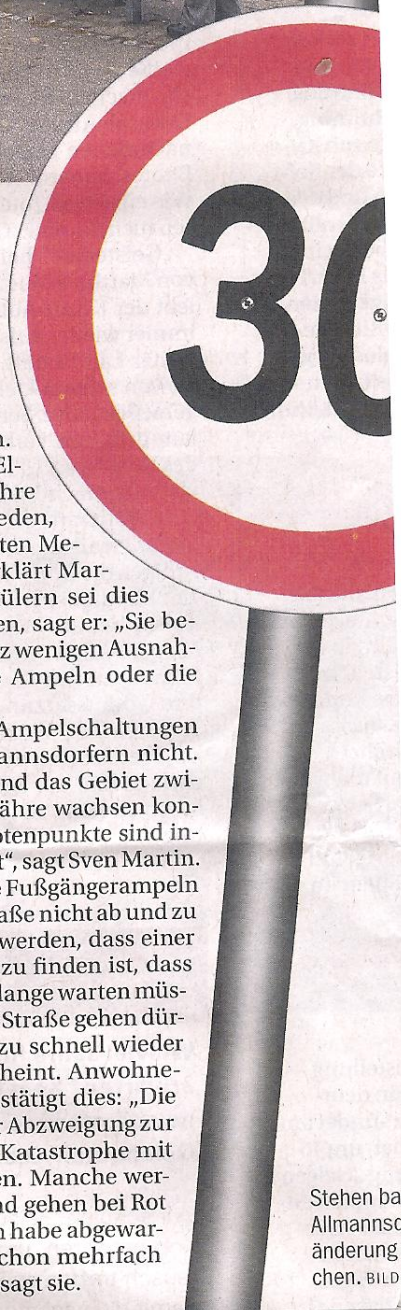 30
n.
El-
hre
eden,
ten Me-
klärt Mar-
ülern sei dies
en, sagt er: „Sie be-
z wenigen Ausnah-
e Ampeln oder die
Ampelschaltungen
annsdorfern nicht.
nd das Gebiet zwi-
ähre wachsen kon-
otenpunkte sind in-
t“, sagt Sven Martin.
e Fußgängerampeln
aße nicht ab und zu
werden, dass einer
zu finden ist, dass
lange warten müs-
Straße gehen dür-
zu schnell wieder
heint. Anwohne-
stätigt dies: „Die
r Abzweigung zur
Katastrophe mit
en. Manche wer-
nd gehen bei Rot
h habe abgewar-
schon mehrfach
sagt sie.
Stehen ba
Allmannsd
änderung
chen. BILD